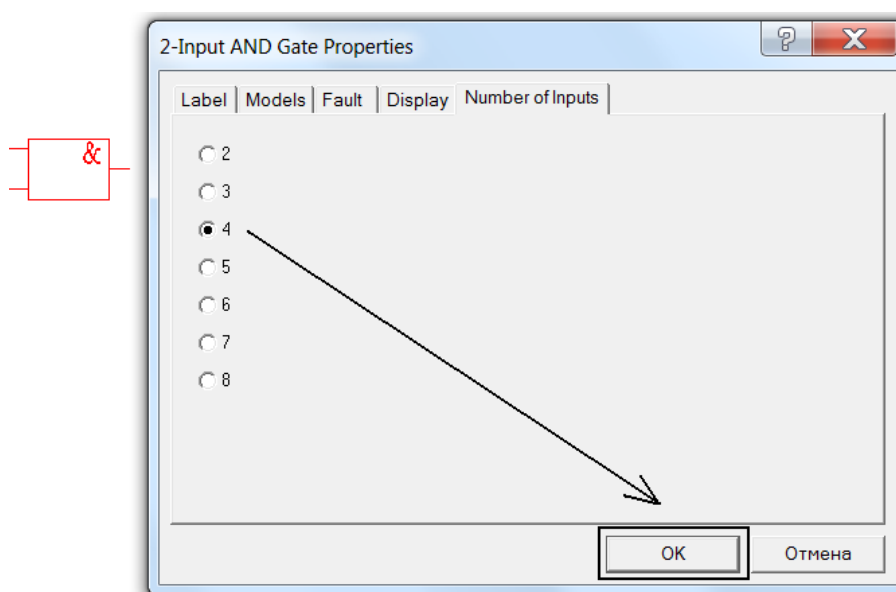 2-Input AND Gate Properties
?
X
Label Models Fault Display Number of Inputs
&
2
3
4
5
6
7
8
OK Отмена